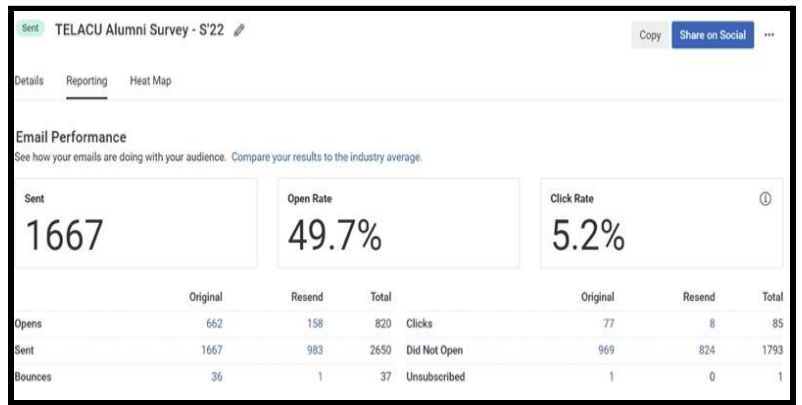 Sent TELACU Alumni Survey - S'22
Copy Share on Social
Details Reporting Heat Map
Email Performance
See how your emails are doing with your audience. Compare your results to the industry average.
Sent Open Rate Click Rate
1667 49.7% 5.2%
Original Resend Total Original Resend Total
Opens 662 158 820 Clicks 77 8 85
Sent 1667 983 2650 Did Not Open 969 824 1793
Bounces 36 1 37 Unsubscribed 1 0 1